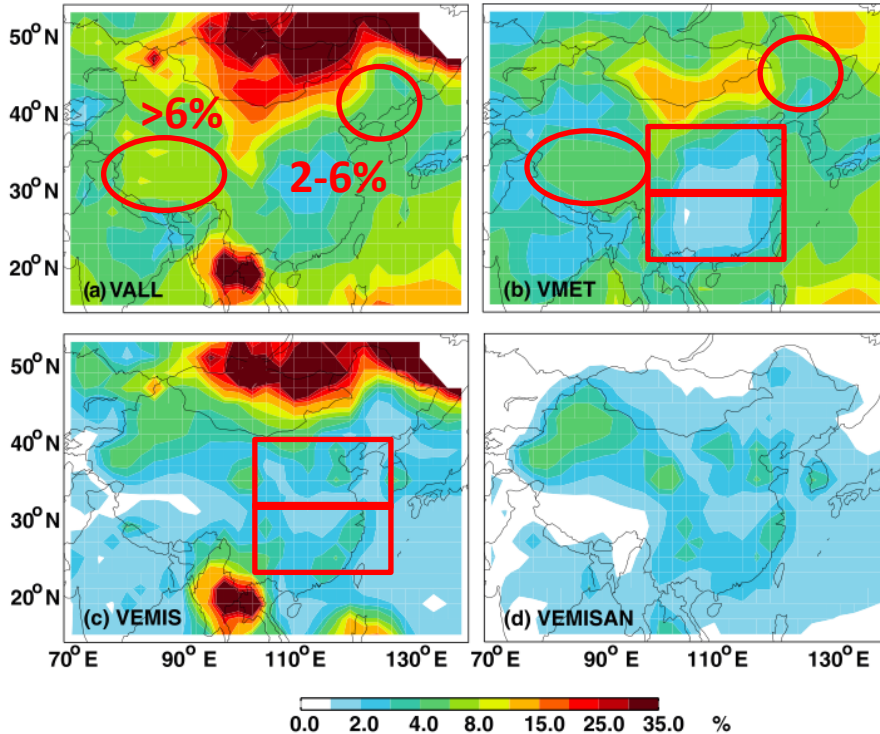 50° N
40° N
30° N
20° N
>6%
2-6%
(a) VALL
(b) VMET
50° N
40° N
30° N
20° N
(c) VEMIS
(d) VEMISAN
70° E 90° E 110° E 130° E
70° E 90° E 110° E 130° E
0.0 2.0 4.0 8.0 15.0 25.0 35.0 %